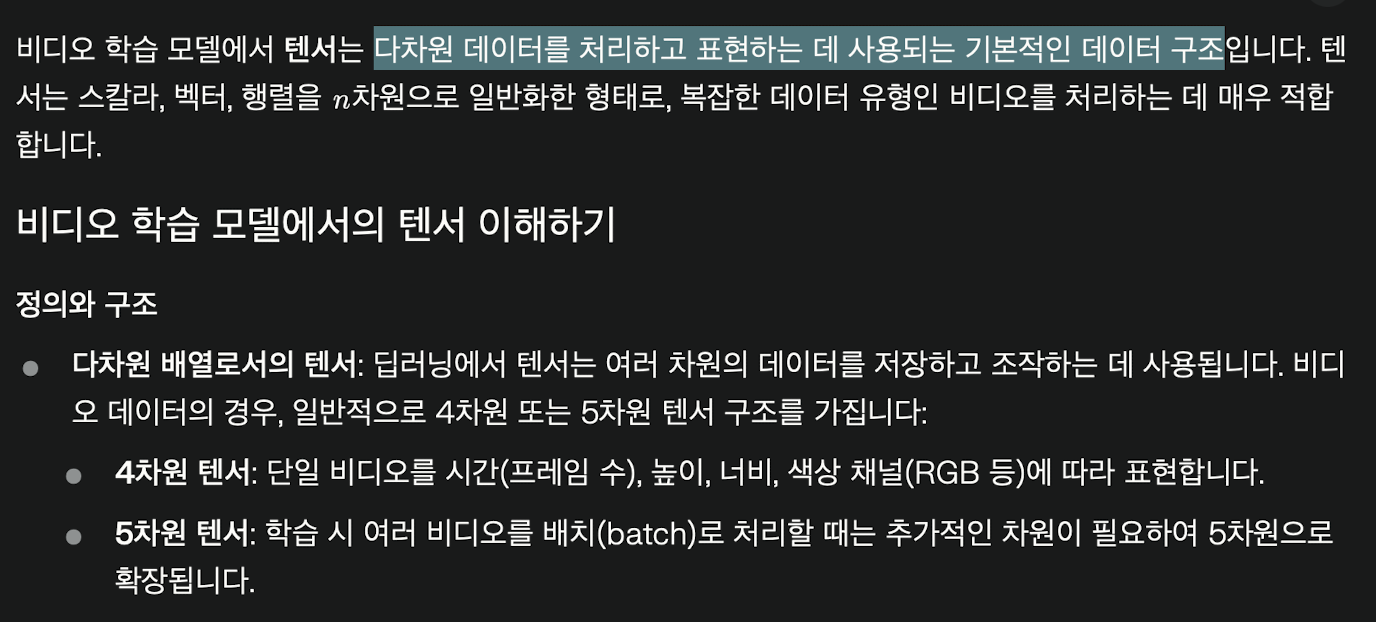 비디오 학습 모델에서 텐서는 다차원 데이터를 처리하고 표현하는 데 사용되는 기본적인 데이터 구조입니다. 텐
서는 스칼라, 벡터, 행렬을 n차원으로 일반화한 형태로, 복잡한 데이터 유형인 비디오를 처리하는 데 매우 적합
합니다.
비디오 학습 모델에서의 텐서 이해하기
정의와 구조
다차원 배열로서의 텐서: 딥러닝에서 텐서는 여러 차원의 데이터를 저장하고 조작하는 데 사용됩니다. 비디
오 데이터의 경우, 일반적으로 4차원 또는 5차원 텐서 구조를 가집니다:
4차원 텐서: 단일 비디오를 시간(프레임 수), 높이, 너비, 색상 채널(RGB 등)에 따라 표현합니다.
5차원 텐서: 학습 시 여러 비디오를 배치(batch)로 처리할 때는 추가적인 차원이 필요하여 5차원으로
확장됩니다.